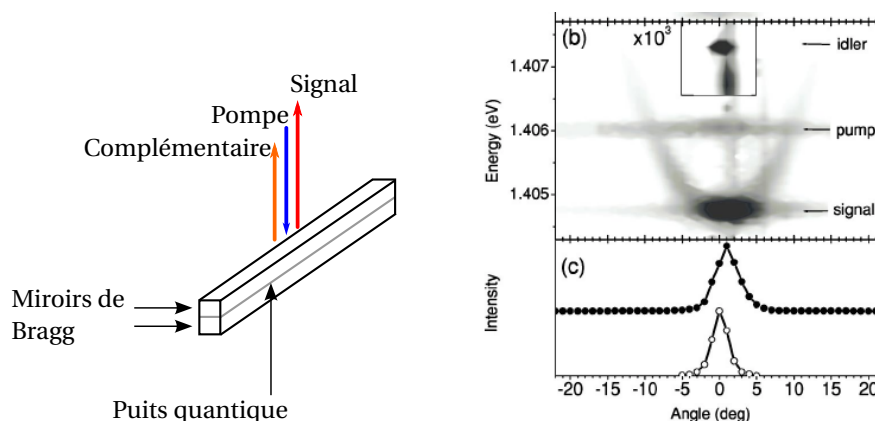 Signal
Pompe
Complémentaire
Miroirs de
Bragg
Puits quantique
(b)
x10³
idler
1.407
1.406
pump
1.405
signal
Energy (eV)
(c)
Intensity
-20 -15 -10 -5 0 5 10 15 20
Angle (deg)